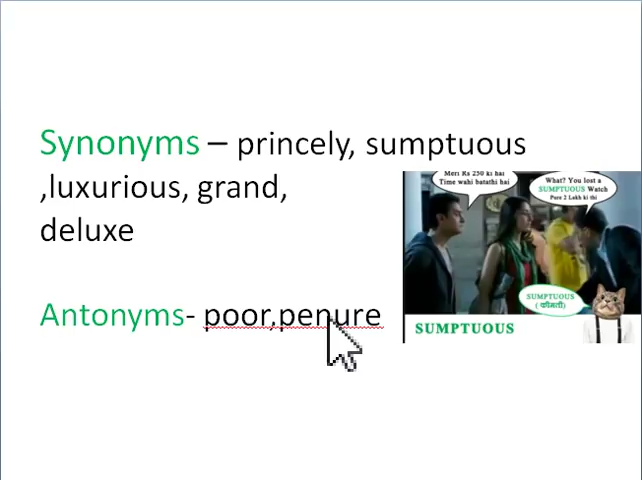 Synonyms – princely, sumptuous
,luxurious, grand,
deluxe
Antonyms- poor,penure
Meri Rs 250 ki hai
Time wahi batathi hai
What? You lost a
SUMPTUOUS Watch
Pure 2 Lakh ki thi
SUMPTUOUS
( कीमती)
SUMPTUOUS